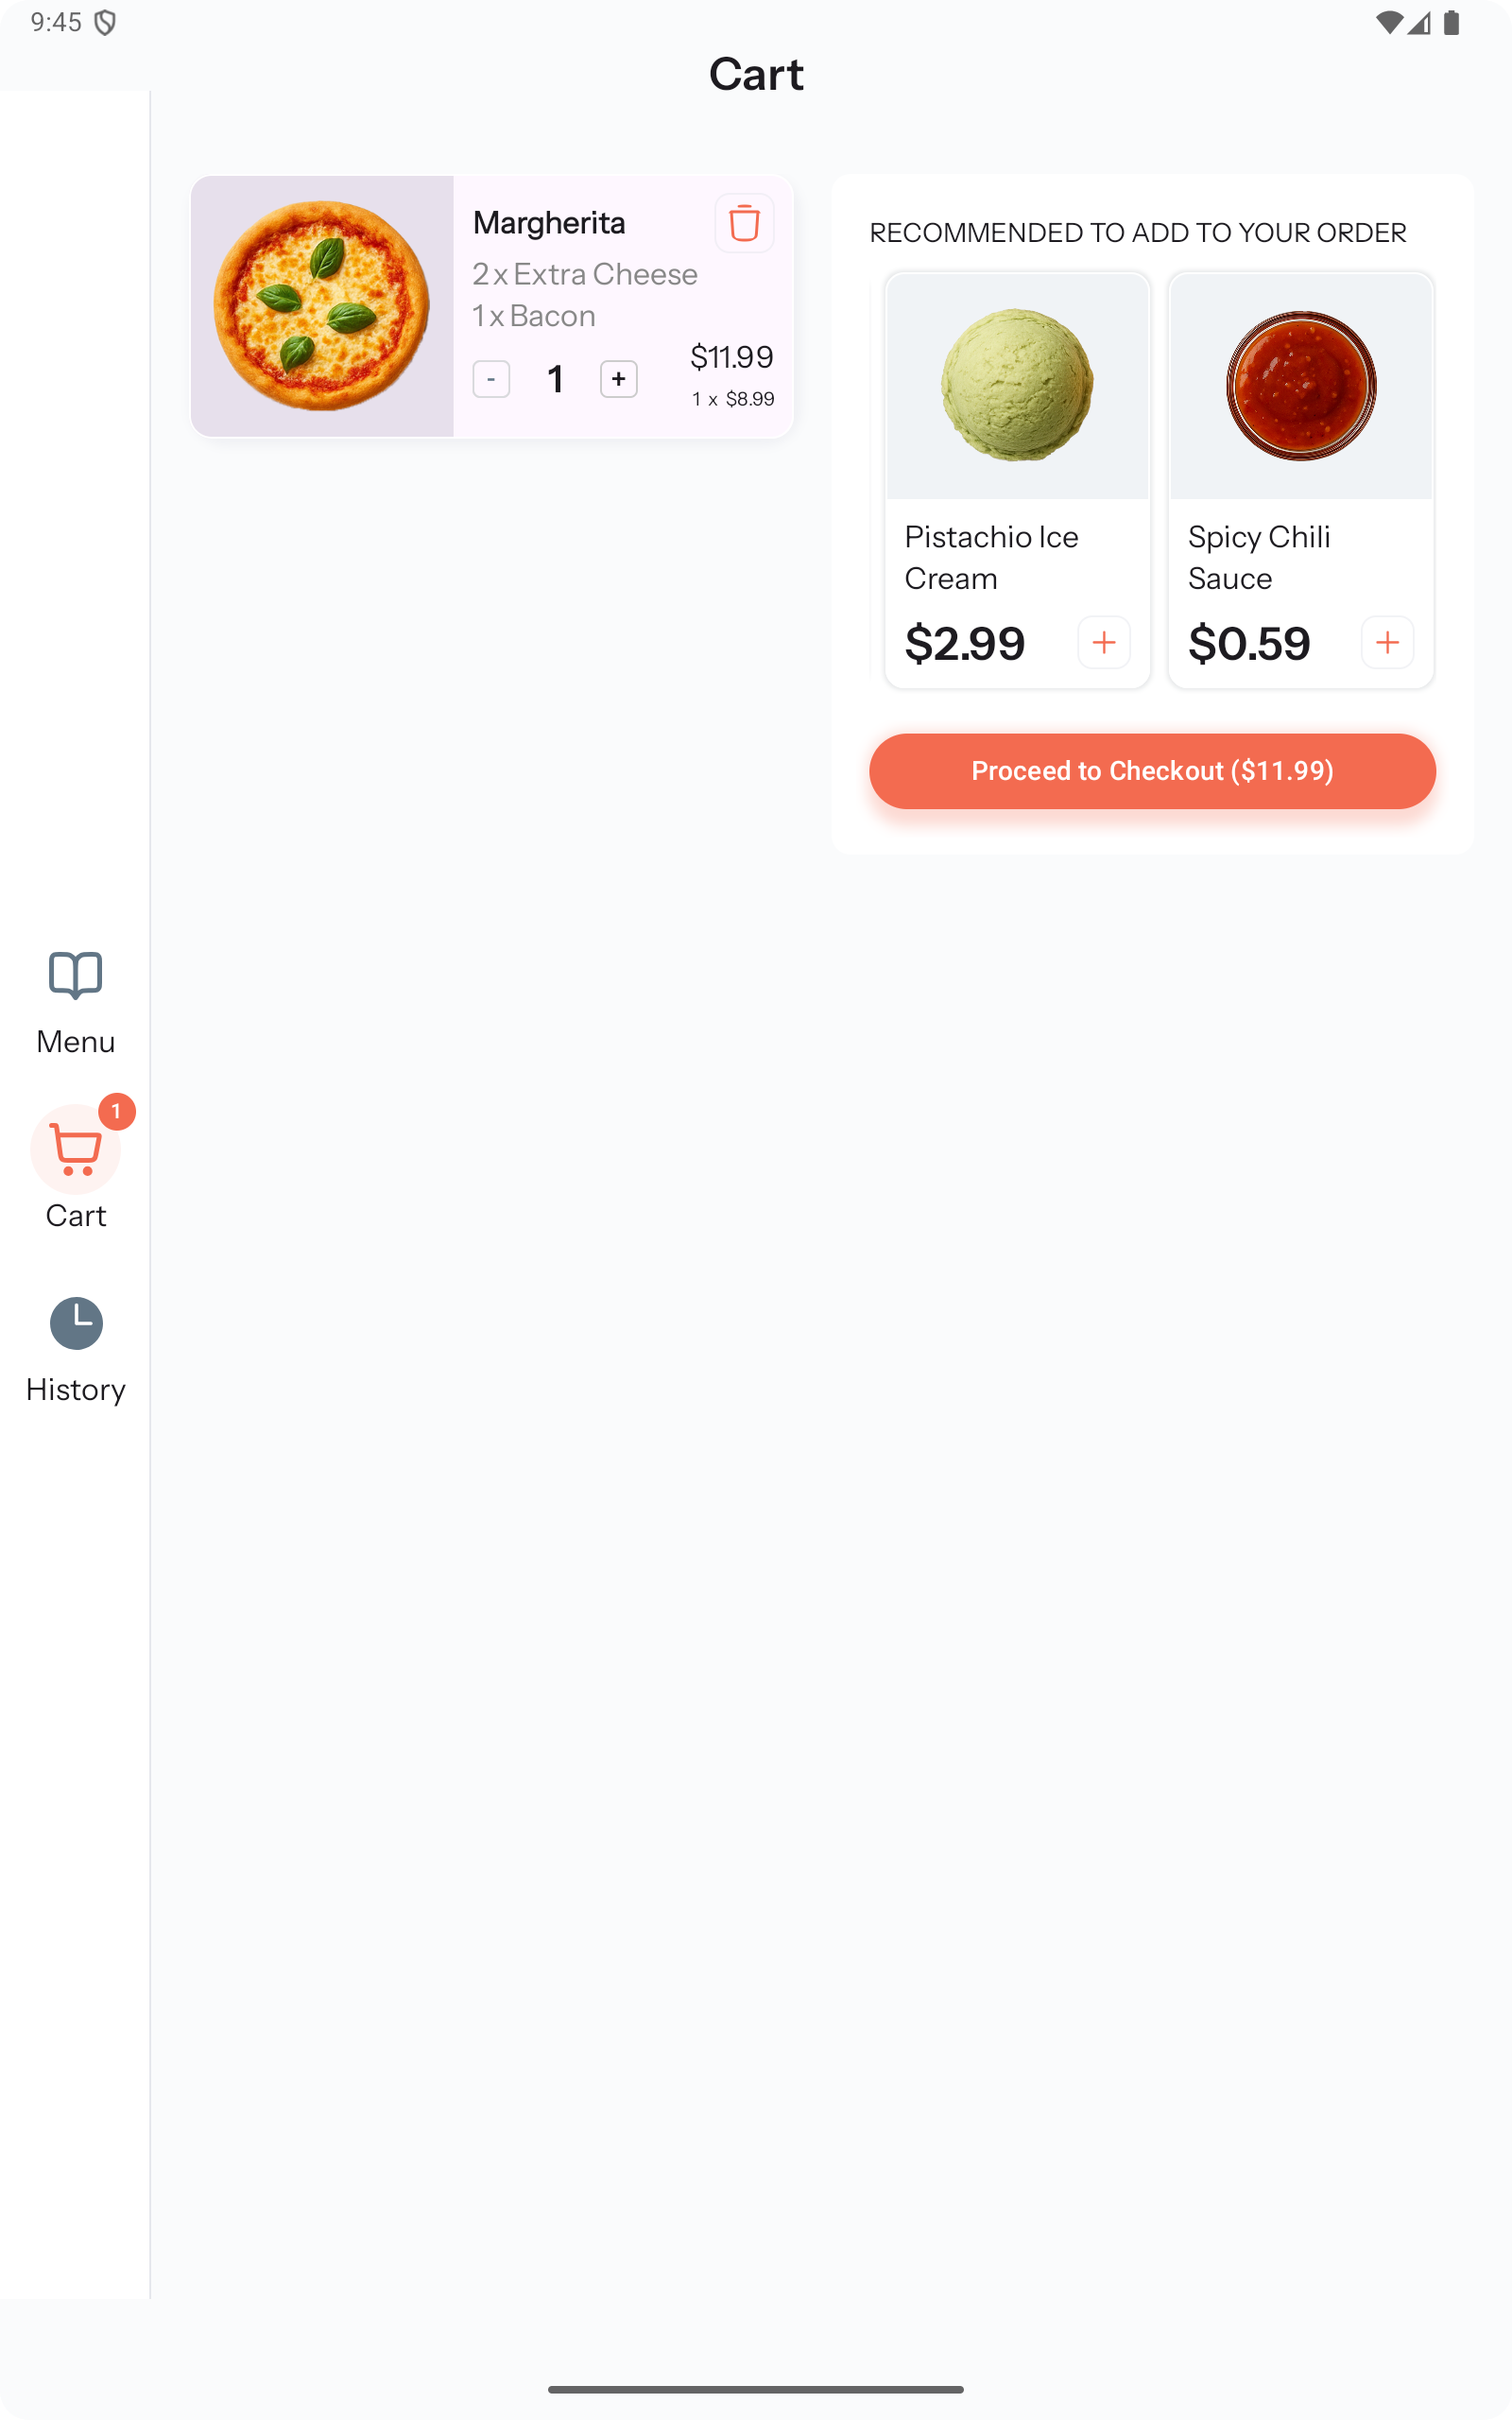 9:45
Cart
Margherita
2 x Extra Cheese
1 x Bacon
- 1 +
$11.99
1 x $8.99
RECOMMENDED TO ADD TO YOUR ORDER
Pistachio Ice
Cream
$2.99 +
Spicy Chili
Sauce
$0.59 +
Proceed to Checkout ($11.99)
Menu
1
Cart
History